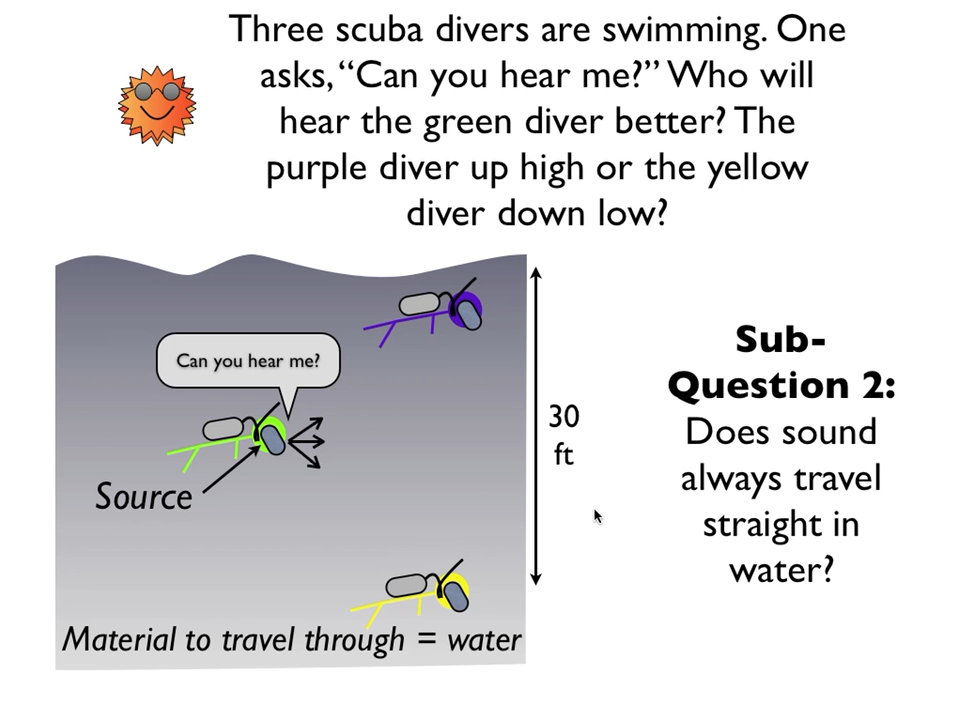 Three scuba divers are swimming. One
asks, “Can you hear me?” Who will
hear the green diver better? The
purple diver up high or the yellow
diver down low?
Can you hear me?
Source
Material to travel through = water
30
ft
Sub-
Question 2:
Does sound
always travel
straight in
water?